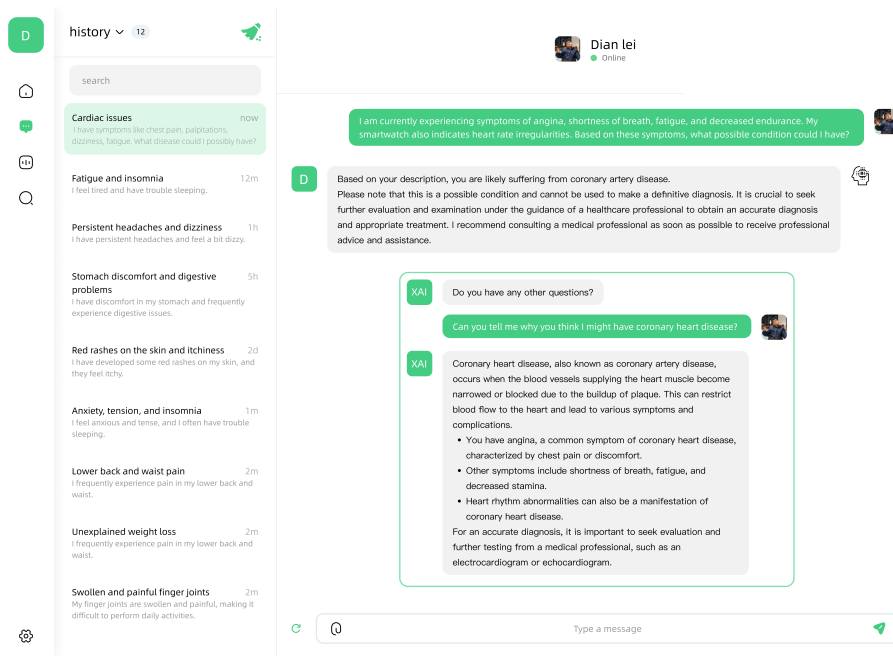 D
history
12
search
Cardiac issues
now
I have symptoms like chest pain, palpitations,
dizziness, fatigue. What disease could I possibly have?
Fatigue and insomnia
12m
I feel tired and have trouble sleeping.
Persistent headaches and dizziness
1h
I have persistent headaches and feel a bit dizzy.
Stomach discomfort and digestive
5h
problems
I have discomfort in my stomach and frequently
experience digestive issues.
Red rashes on the skin and itchiness
2d
I have developed some red rashes on my skin, and
they feel itchy.
Anxiety, tension, and insomnia
1m
I feel anxious and tense, and I often have trouble
sleeping.
Lower back and waist pain
2m
I frequently experience pain in my lower back and
waist.
Unexplained weight loss
2m
I frequently experience pain in my lower back and
waist.
Swollen and painful finger joints
2m
My finger joints are swollen and painful, making it
difficult to perform daily activities.
Dian lei
Online
I am currently experiencing symptoms of angina, shortness of breath, fatigue, and decreased endurance. My
smartwatch also indicates heart rate irregularities. Based on these symptoms, what possible condition could I have?
D
Based on your description, you are likely suffering from coronary artery disease.
Please note that this is a possible condition and cannot be used to make a definitive diagnosis. It is crucial to seek
further evaluation and examination under the guidance of a healthcare professional to obtain an accurate diagnosis
and appropriate treatment. I recommend consulting a medical professional as soon as possible to receive professional
advice and assistance.
XAI
Do you have any other questions?
Can you tell me why you think I might have coronary heart disease?
XAI
Coronary heart disease, also known as coronary artery disease,
occurs when the blood vessels supplying the heart muscle become
narrowed or blocked due to the buildup of plaque. This can restrict
blood flow to the heart and lead to various symptoms and
complications.
• You have angina, a common symptom of coronary heart disease,
characterized by chest pain or discomfort.
• Other symptoms include shortness of breath, fatigue, and
decreased stamina.
• Heart rhythm abnormalities can also be a manifestation of
coronary heart disease.
For an accurate diagnosis, it is important to seek evaluation and
further testing from a medical professional, such as an
electrocardiogram or echocardiogram.
Type a message